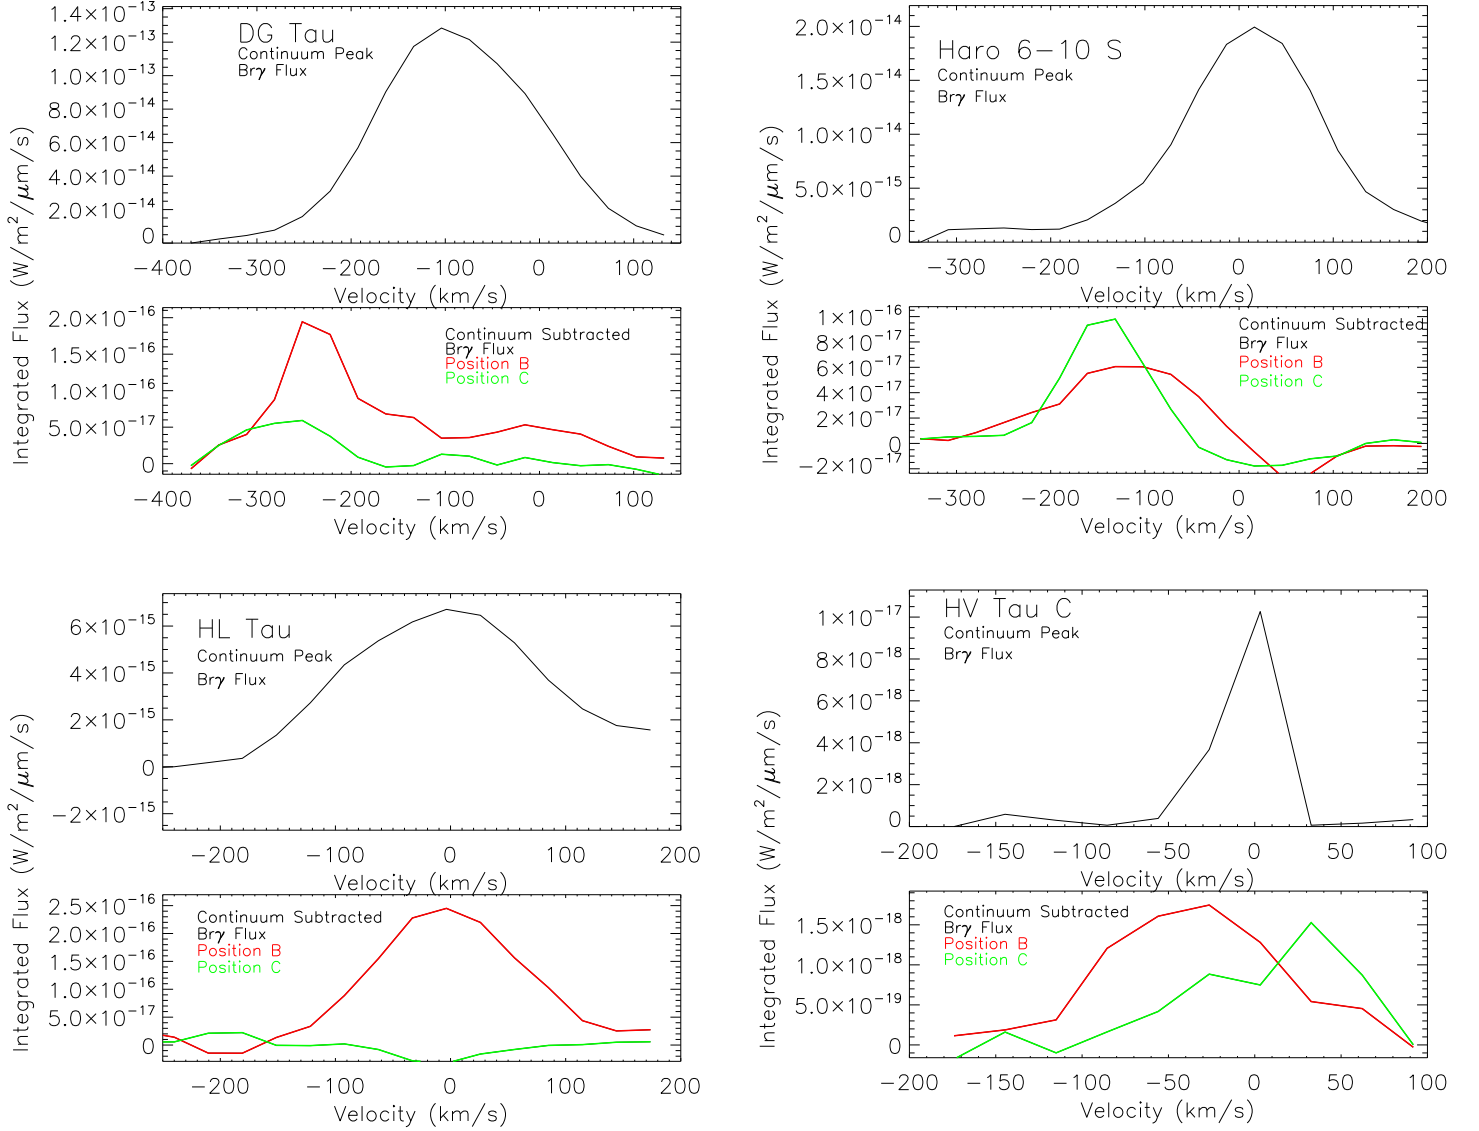 DG Tau
Continuum Peak
Brγ Flux
1.4×10⁻¹³
1.2×10⁻¹³
1.0×10⁻¹³
8.0×10⁻¹⁴
6.0×10⁻¹⁴
4.0×10⁻¹⁴
2.0×10⁻¹⁴
0
−400 −300 −200 −100 0 100
Velocity (km/s)
Continuum Subtracted
Brγ Flux
Position B
Position C
2.0×10⁻¹⁶
1.5×10⁻¹⁶
1.0×10⁻¹⁶
5.0×10⁻¹⁷
0
−400 −300 −200 −100 0 100
Velocity (km/s)
Integrated Flux (W/m²/μm/s)
Haro 6−10 S
Continuum Peak
Brγ Flux
2.0×10⁻¹⁴
1.5×10⁻¹⁴
1.0×10⁻¹⁴
5.0×10⁻¹⁵
0
−300 −200 −100 0 100 200
Velocity (km/s)
Continuum Subtracted
Brγ Flux
Position B
Position C
1×10⁻¹⁶
8×10⁻¹⁷
6×10⁻¹⁷
4×10⁻¹⁷
2×10⁻¹⁷
0
−2×10⁻¹⁷
−300 −200 −100 0 100 200
Velocity (km/s)
Integrated Flux (W/m²/μm/s)
HL Tau
Continuum Peak
Brγ Flux
6×10⁻¹⁵
4×10⁻¹⁵
2×10⁻¹⁵
0
−2×10⁻¹⁵
−200 −100 0 100 200
Velocity (km/s)
Continuum Subtracted
Brγ Flux
Position B
Position C
2.5×10⁻¹⁶
2.0×10⁻¹⁶
1.5×10⁻¹⁶
1.0×10⁻¹⁶
5.0×10⁻¹⁷
0
−200 −100 0 100 200
Velocity (km/s)
Integrated Flux (W/m²/μm/s)
HV Tau C
Continuum Peak
Brγ Flux
1×10⁻¹⁷
8×10⁻¹⁸
6×10⁻¹⁸
4×10⁻¹⁸
2×10⁻¹⁸
0
−200 −150 −100 −50 0 50 100
Velocity (km/s)
Continuum Subtracted
Brγ Flux
Position B
Position C
1.5×10⁻¹⁸
1.0×10⁻¹⁸
5.0×10⁻¹⁹
0
−200 −150 −100 −50 0 50 100
Velocity (km/s)
Integrated Flux (W/m²/μm/s)